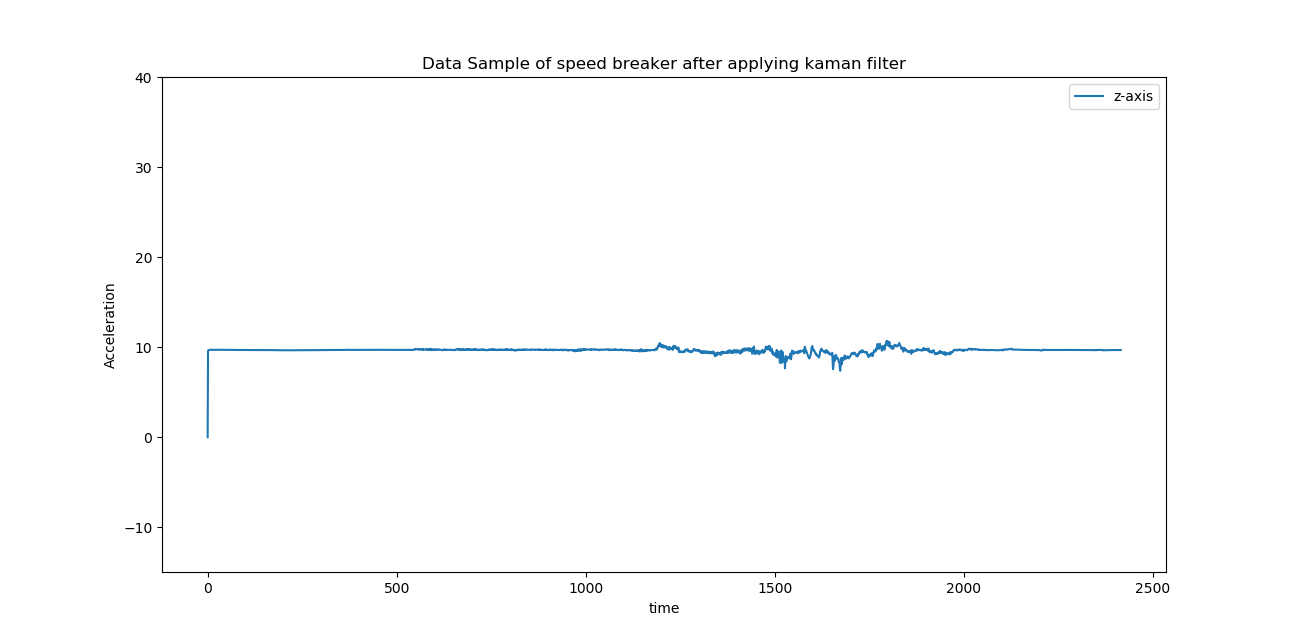 Data Sample of speed breaker after applying kaman filter
z-axis
40
30
20
10
0
−10
Acceleration
0 500 1000 1500 2000 2500
time